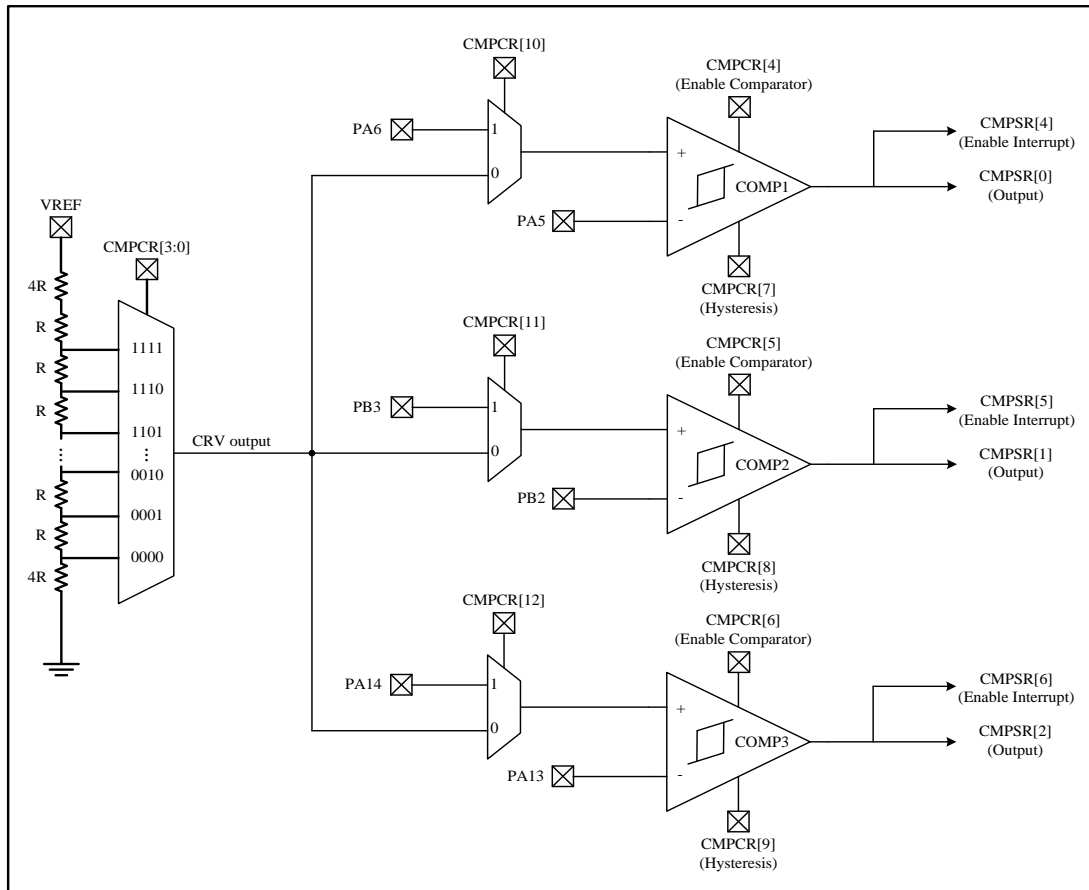 CMPCR[10]
CMPCR[4]
(Enable Comparator)
PA6
1
0
+
-
COMP1
PA5
CMPSR[4]
(Enable Interrupt)
CMPSR[0]
(Output)
CMPCR[7]
(Hysteresis)
VREF
CMPCR[3:0]
4R
R
R
R
...
R
R
4R
1111
1110
1101
...
0010
0001
0000
CRV output
CMPCR[11]
CMPCR[5]
(Enable Comparator)
PB3
1
0
+
-
COMP2
PB2
CMPSR[5]
(Enable Interrupt)
CMPSR[1]
(Output)
CMPCR[8]
(Hysteresis)
CMPCR[12]
CMPCR[6]
(Enable Comparator)
PA14
1
0
+
-
COMP3
PA13
CMPSR[6]
(Enable Interrupt)
CMPSR[2]
(Output)
CMPCR[9]
(Hysteresis)